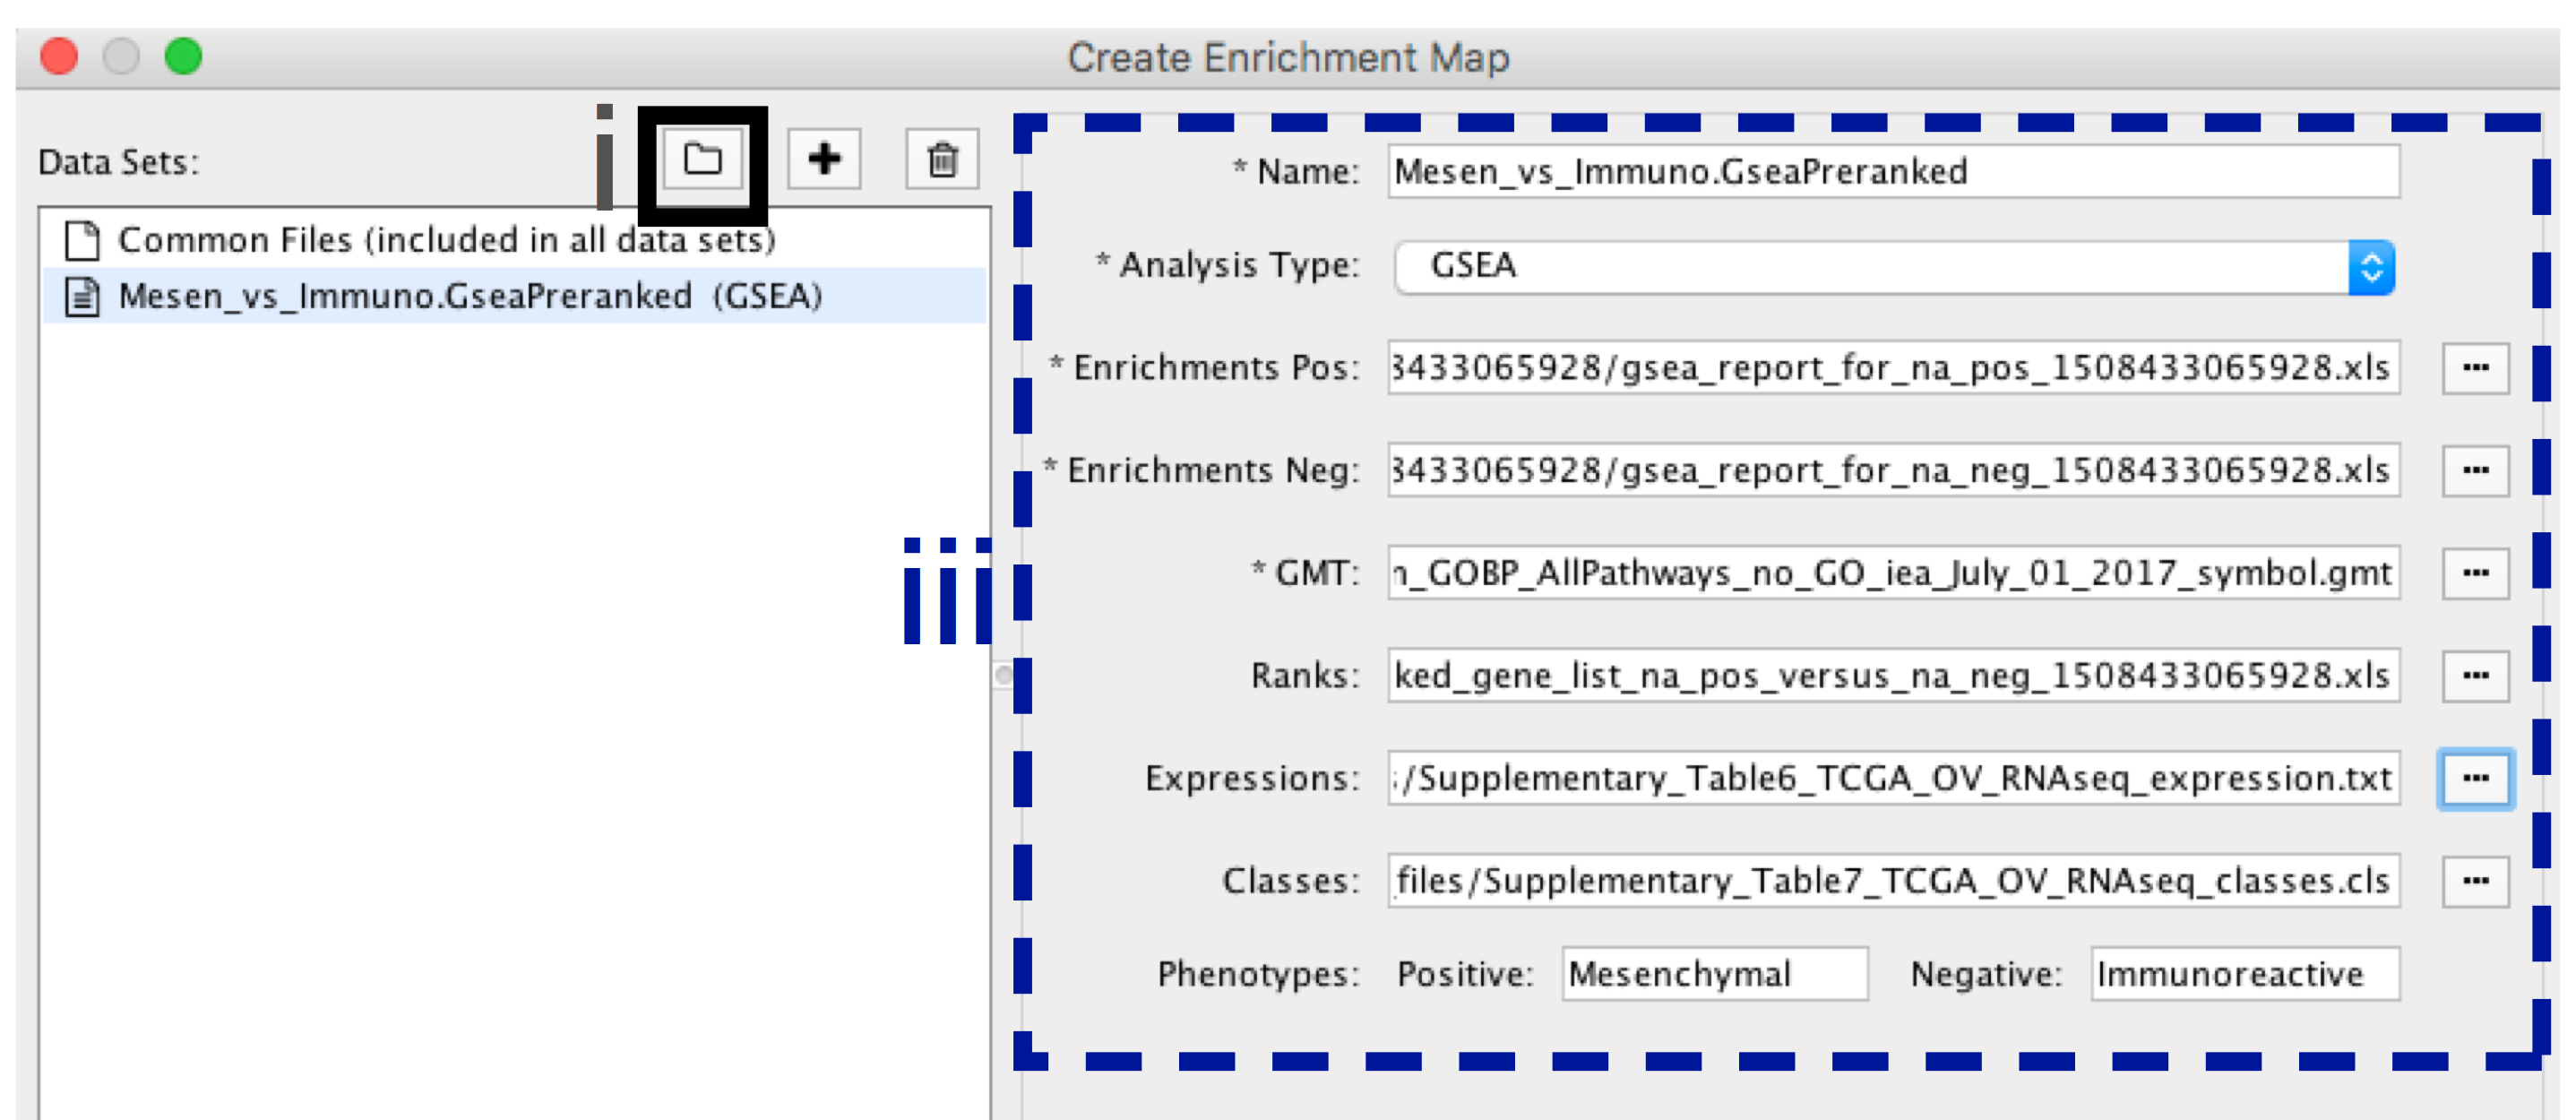 Create Enrichment Map
i
Data Sets:
Common Files (included in all data sets)
Mesen_vs_Immuno.GseaPreranked (GSEA)
iii
* Name: Mesen_vs_Immuno.GseaPreranked
* Analysis Type: GSEA
* Enrichments Pos: 3433065928/gsea_report_for_na_pos_1508433065928.xls ...
* Enrichments Neg: 3433065928/gsea_report_for_na_neg_1508433065928.xls ...
* GMT: n_GOBP_AllPathways_no_GO_iea_July_01_2017_symbol.gmt ...
Ranks: ked_gene_list_na_pos_versus_na_neg_1508433065928.xls ...
Expressions: /Supplementary_Table6_TCGA_OV_RNAseq_expression.txt ...
Classes: files/Supplementary_Table7_TCGA_OV_RNAseq_classes.cls ...
Phenotypes: Positive: Mesenchymal Negative: Immunoreactive